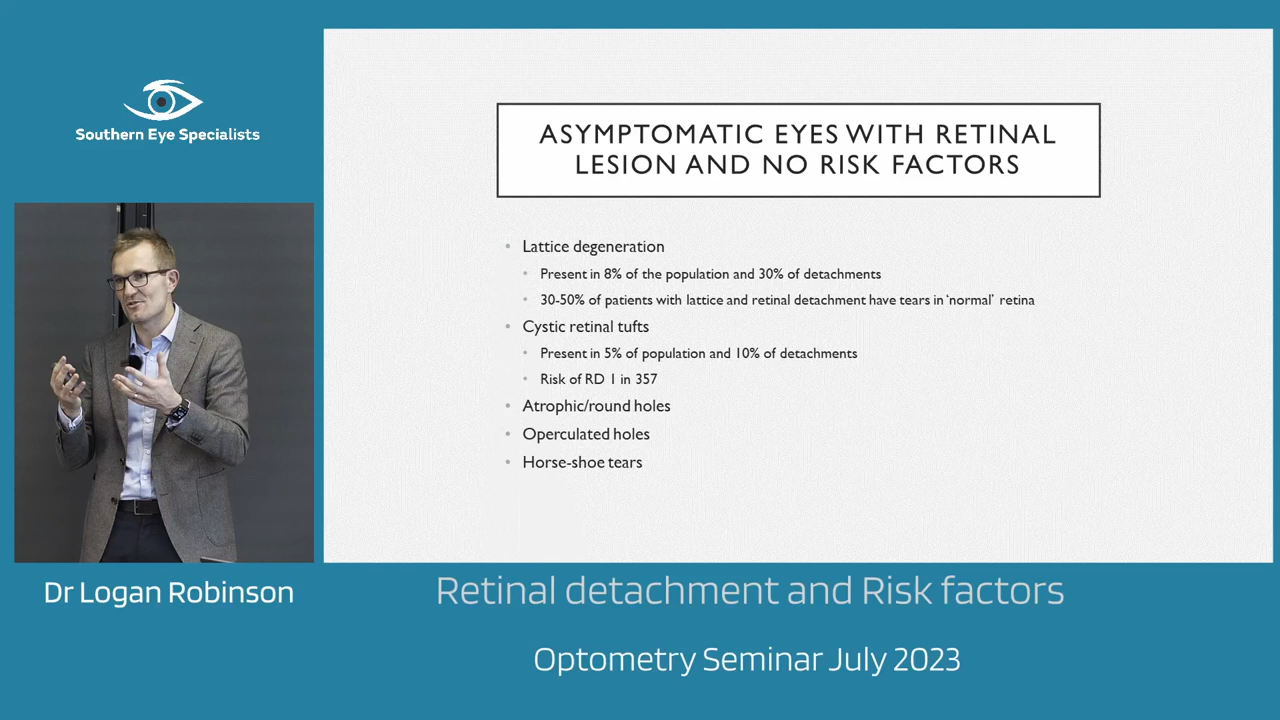 Southern Eye Specialists
ASYMPTOMATIC EYES WITH RETINAL
LESION AND NO RISK FACTORS
• Lattice degeneration
• Present in 8% of the population and 30% of detachments
• 30-50% of patients with lattice and retinal detachment have tears in ‘normal’ retina
• Cystic retinal tufts
• Present in 5% of population and 10% of detachments
• Risk of RD 1 in 357
• Atrophic/round holes
• Operculated holes
• Horse-shoe tears
Dr Logan Robinson
Retinal detachment and Risk factors
Optometry Seminar July 2023